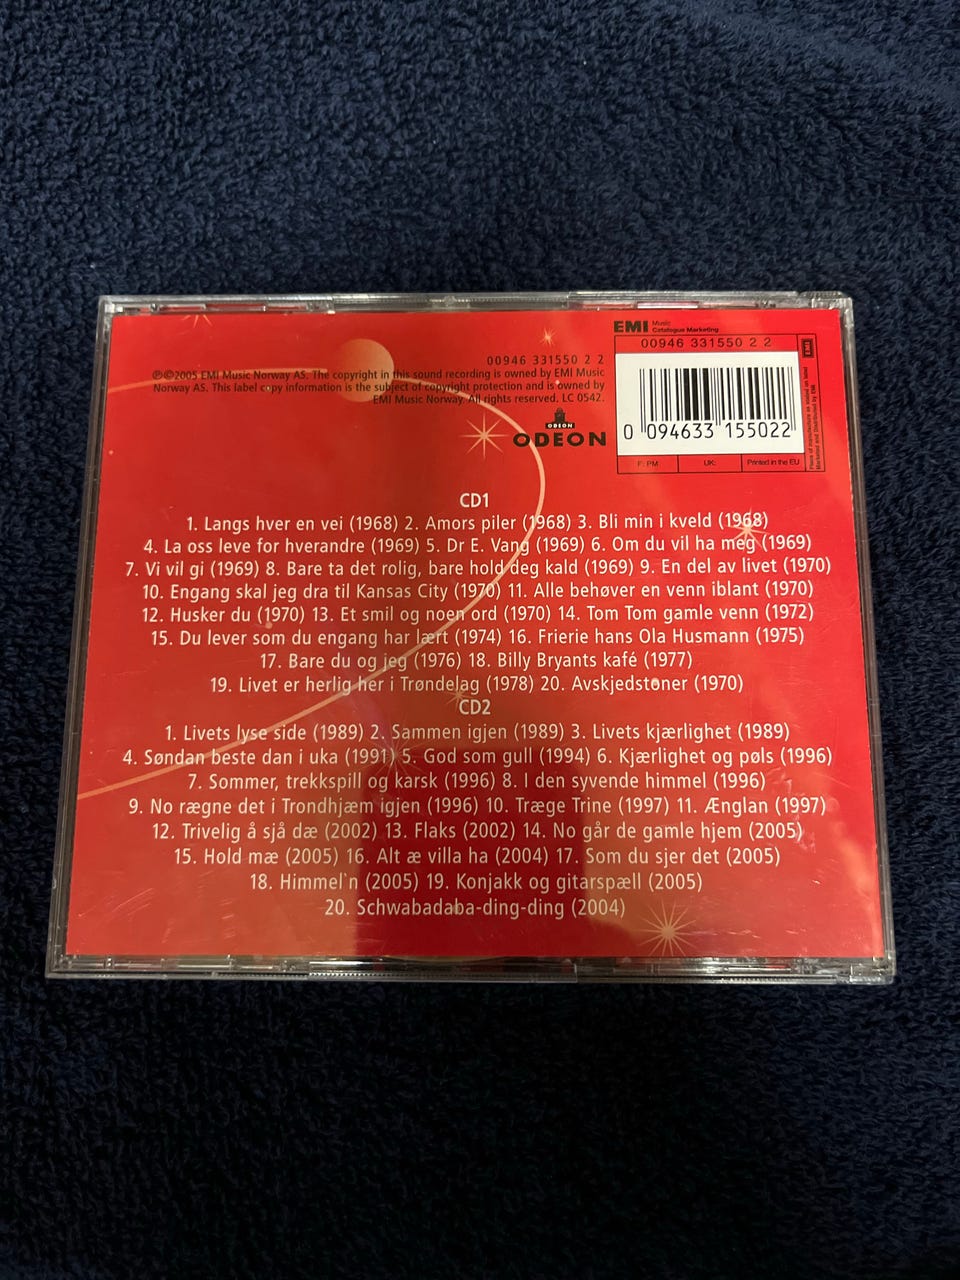 EMI Music
Catalogue Marketing
00946 331550 2 2
EMI
0 094633 155022
F: PM
UK:
Printed in the EU
00946 331550 2 2
℗©2005 EMI Music Norway AS. The copyright in this sound recording is owned by EMI Music
Norway AS. This label copy information is the subject of copyright protection and is owned by
EMI Music Norway. All rights reserved. LC 0542.
ODEON
ODEON
CD1
1. Langs hver en vei (1968) 2. Amors piler (1968) 3. Bli min i kveld (1968)
4. La oss leve for hverandre (1969) 5. Dr E. Vang (1969) 6. Om du vil ha meg (1969)
7. Vi vil gi (1969) 8. Bare ta det rolig, bare hold deg kald (1969) 9. En del av livet (1970)
10. Engang skal jeg dra til Kansas City (1970) 11. Alle behøver en venn iblant (1970)
12. Husker du (1970) 13. Et smil og noen ord (1970) 14. Tom Tom gamle venn (1972)
15. Du lever som du engang har lært (1974) 16. Frierie hans Ola Husmann (1975)
17. Bare du og jeg (1976) 18. Billy Bryants kafé (1977)
19. Livet er herlig her i Trøndelag (1978) 20. Avskjedstoner (1970)
CD2
1. Livets lyse side (1989) 2. Sammen igjen (1989) 3. Livets kjærlighet (1989)
4. Søndan beste dan i uka (1991) 5. God som gull (1994) 6. Kjærlighet og pøls (1996)
7. Sommer, trekkspill og karsk (1996) 8. I den syvende himmel (1996)
9. No rægne det i Trondhjæm igjen (1996) 10. Træge Trine (1997) 11. Ænglan (1997)
12. Trivelig å sjå dæ (2002) 13. Flaks (2002) 14. No går de gamle hjem (2005)
15. Hold mæ (2005) 16. Alt æ villa ha (2004) 17. Som du sjer det (2005)
18. Himmel`n (2005) 19. Konjakk og gitarspæll (2005)
20. Schwabadaba-ding-ding (2004)